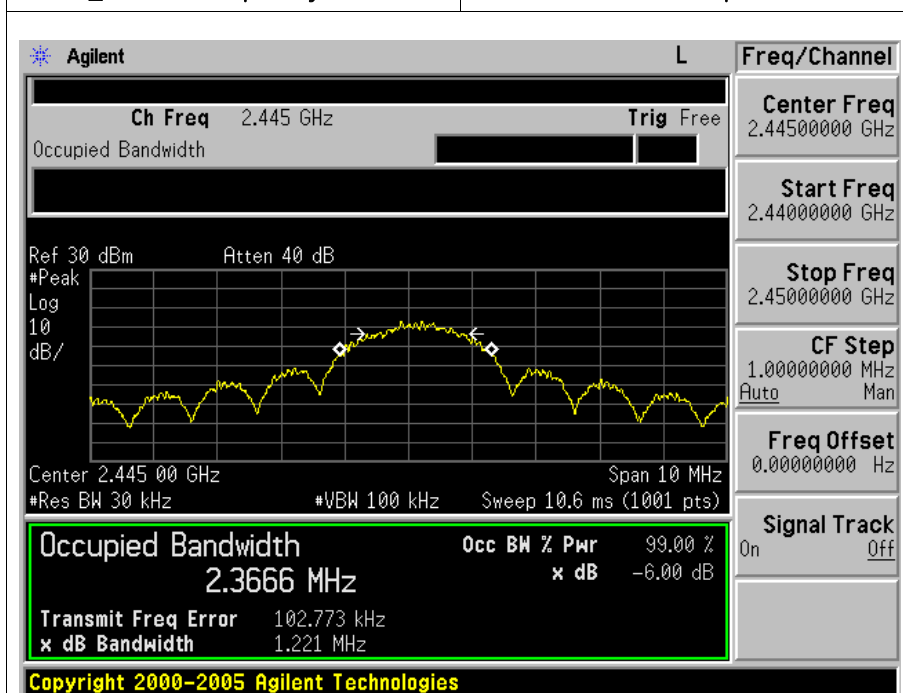 Agilent L Freq/Channel
Ch Freq 2.445 GHz Trig Free
Occupied Bandwidth
Center Freq
2.44500000 GHz
Start Freq
2.44000000 GHz
Stop Freq
2.45000000 GHz
CF Step
1.00000000 MHz
Auto Man
Freq Offset
0.00000000 Hz
Signal Track
On Off
Ref 30 dBm Atten 40 dB
#Peak
Log
10
dB/
Center 2.445 00 GHz Span 10 MHz
#Res BW 30 kHz #VBW 100 kHz Sweep 10.6 ms (1001 pts)
Occupied Bandwidth Occ BW % Pwr 99.00 %
2.3666 MHz x dB -6.00 dB
Transmit Freq Error 102.773 kHz
x dB Bandwidth 1.221 MHz
Copyright 2000-2005 Agilent Technologies